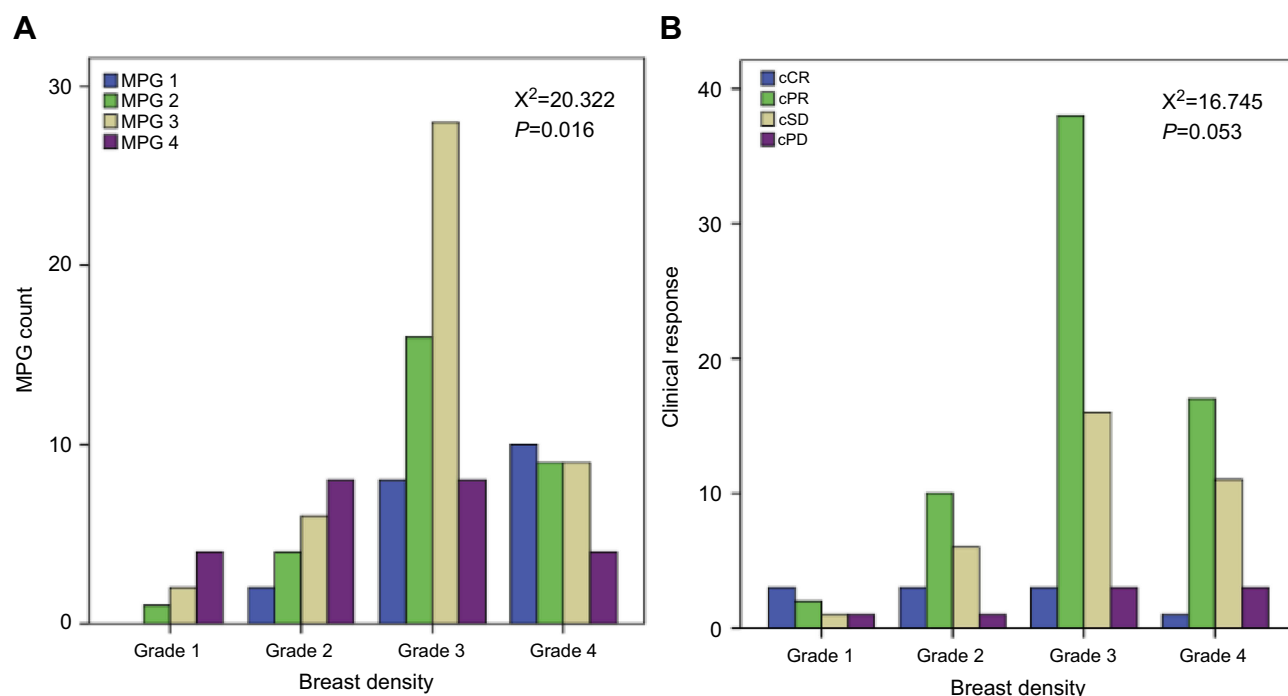 A
MPG 1
MPG 2
MPG 3
MPG 4
X²=20.322
P=0.016
30
20
10
0
MPG count
Grade 1 Grade 2 Grade 3 Grade 4
Breast density
B
cCR
cPR
cSD
cPD
X²=16.745
P=0.053
40
30
20
10
0
Clinical response
Grade 1 Grade 2 Grade 3 Grade 4
Breast density